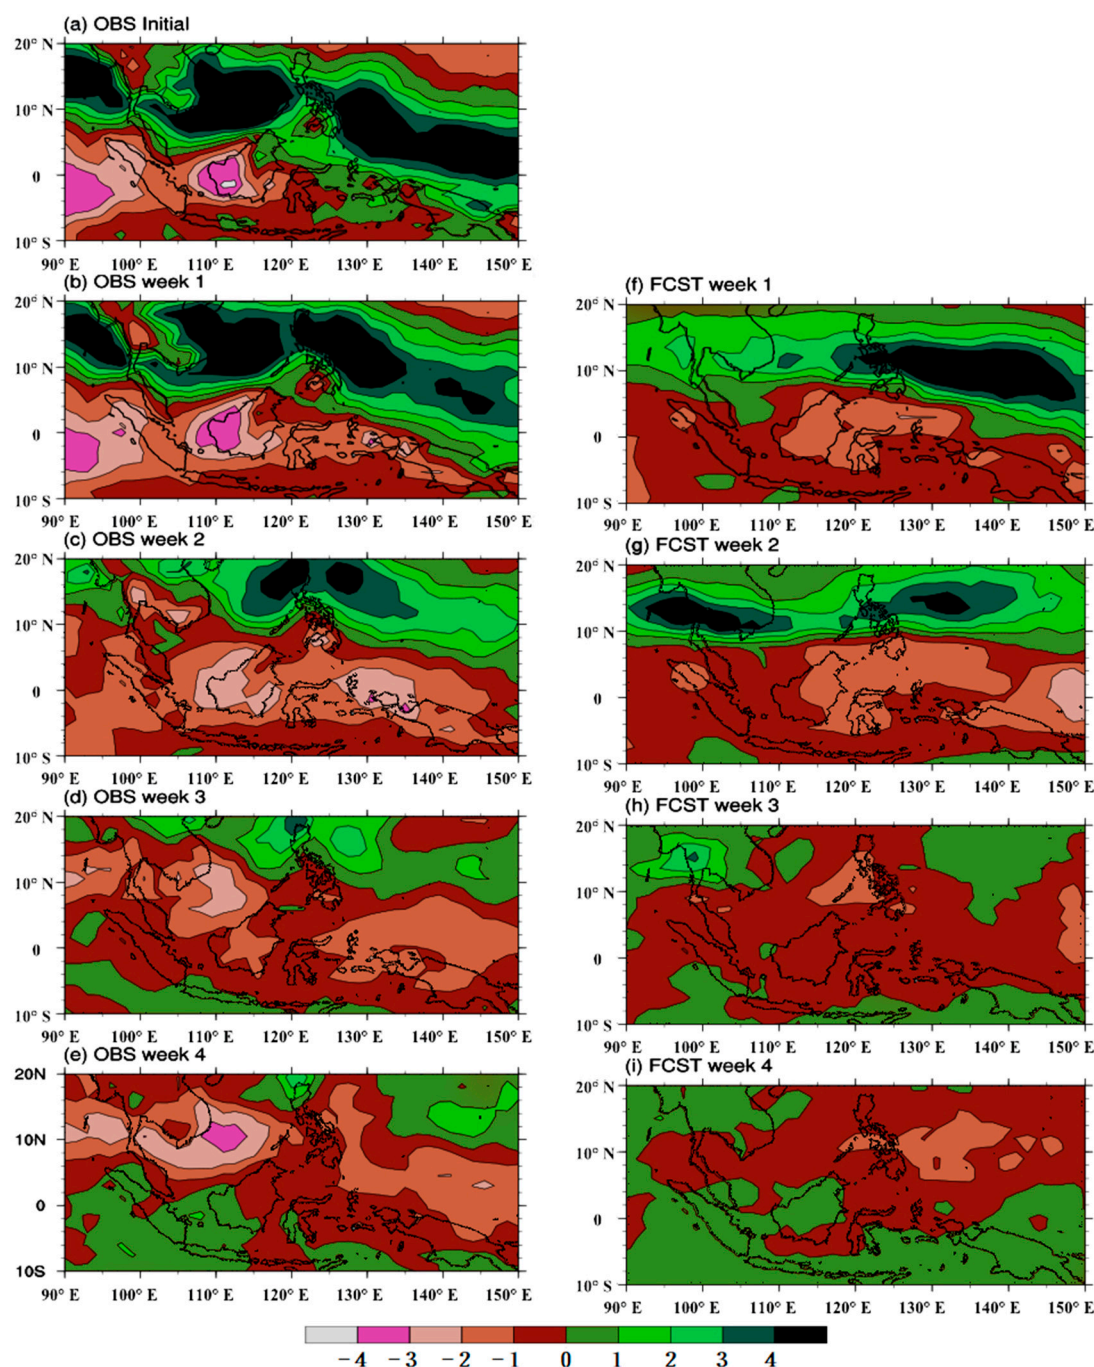 (a) OBS Initial
20° N
10° N
0
10° S
90° E 100° E 110° E 120° E 130° E 140° E 150° E
(b) OBS week 1
20° N
10° N
0
10° S
90° E 100° E 110° E 120° E 130° E 140° E 150° E
(f) FCST week 1
20° N
10° N
0
10° S
90° E 100° E 110° E 120° E 130° E 140° E 150° E
(c) OBS week 2
20° N
10° N
0
10° S
90° E 100° E 110° E 120° E 130° E 140° E 150° E
(g) FCST week 2
20° N
10° N
0
10° S
90° E 100° E 110° E 120° E 130° E 140° E 150° E
(d) OBS week 3
20° N
10° N
0
10° S
90° E 100° E 110° E 120° E 130° E 140° E 150° E
(h) FCST week 3
20° N
10° N
0
10° S
90° E 100° E 110° E 120° E 130° E 140° E 150° E
(e) OBS week 4
20N
10N
0
10S
90° E 100° E 110° E 120° E 130° E 140° E 150° E
(i) FCST week 4
20° N
10° N
0
10° S
90° E 100° E 110° E 120° E 130° E 140° E 150° E
−4 −3 −2 −1 0 1 2 3 4